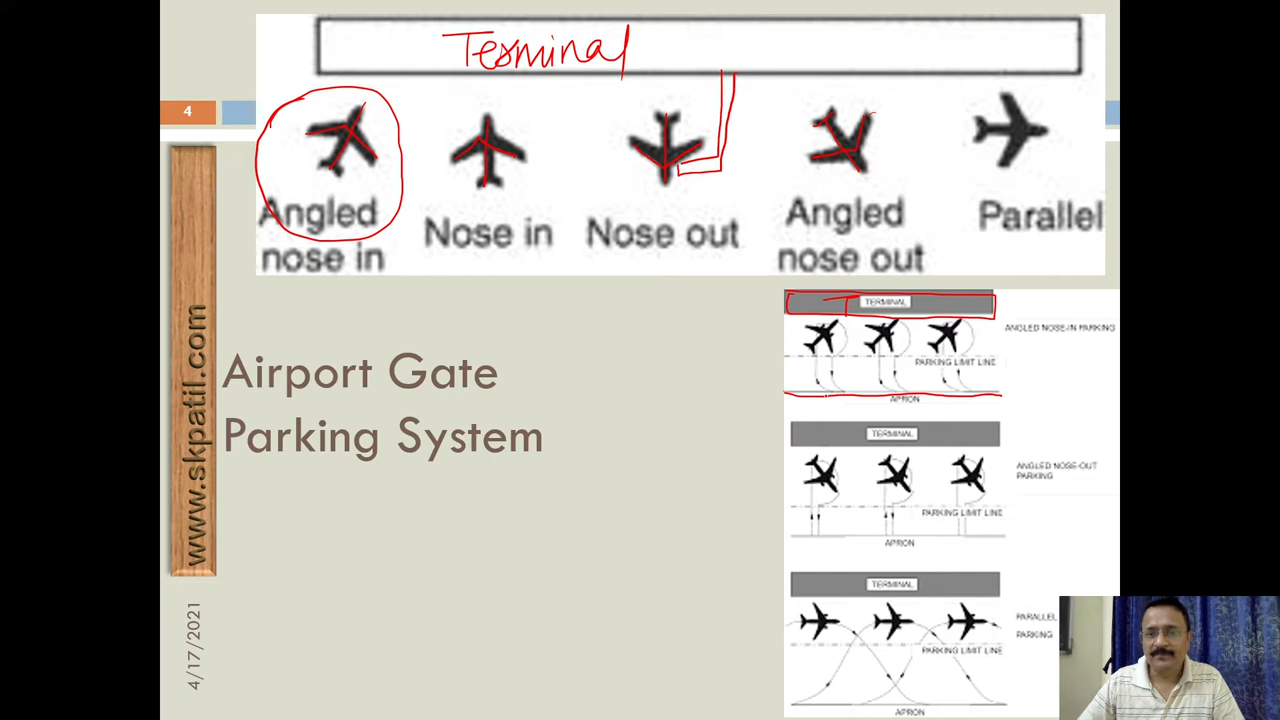 Terminal
4
Angled
nose in
Nose in
Nose out
Angled
nose out
Parallel
T
TERMINAL
ANGLED NOSE-IN PARKING
PARKING LIMIT LINE
APRON
Airport Gate
Parking System
www.skpatil.com
4/17/2021
TERMINAL
ANGLED NOSE-OUT
PARKING
PARKING LIMIT LINE
APRON
TERMINAL
PARALLEL
PARKING
PARKING LIMIT LINE
APRON